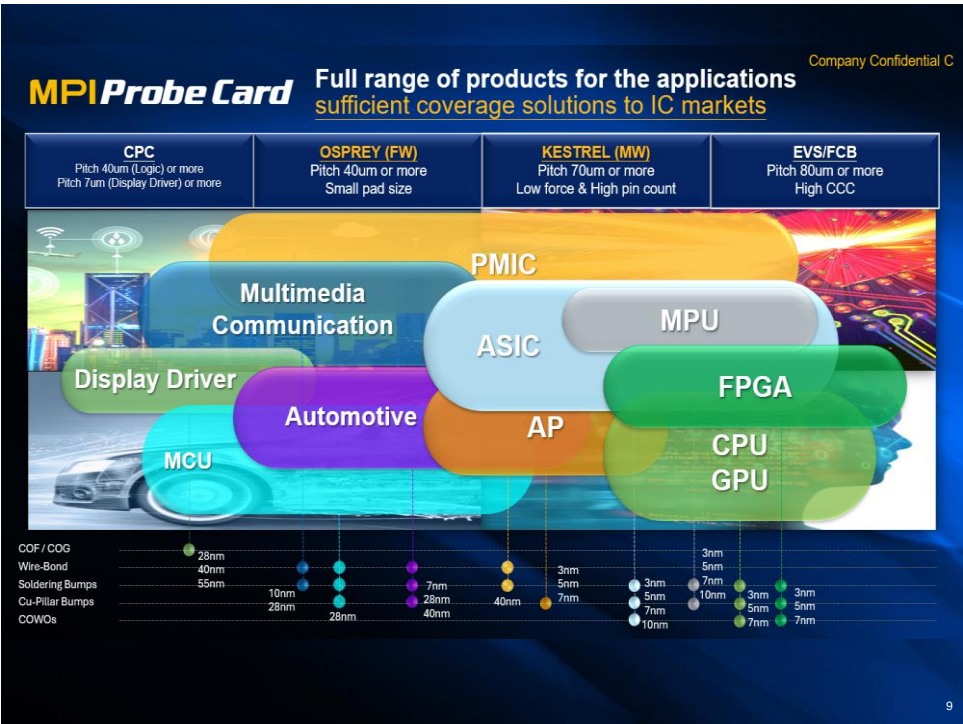 Company Confidential C
MPI Probe Card
Full range of products for the applications
sufficient coverage solutions to IC markets
CPC
Pitch 40um (Logic) or more
Pitch 7um (Display Driver) or more
OSPREY (FW)
Pitch 40um or more
Small pad size
KESTREL (MW)
Pitch 70um or more
Low force & High pin count
EVS/FCB
Pitch 80um or more
High CCC
PMIC
Multimedia
Communication
MPU
ASIC
Display Driver
FPGA
Automotive
AP
CPU
GPU
MCU
COF / COG
Wire-Bond
Soldering Bumps
Cu-Pillar Bumps
COWOs
28nm
40nm
55nm
10nm
28nm
28nm
7nm
28nm
40nm
40nm
3nm
5nm
7nm
3nm
5nm
7nm
10nm
3nm
5nm
7nm
10nm
3nm
5nm
7nm
3nm
5nm
7nm
9